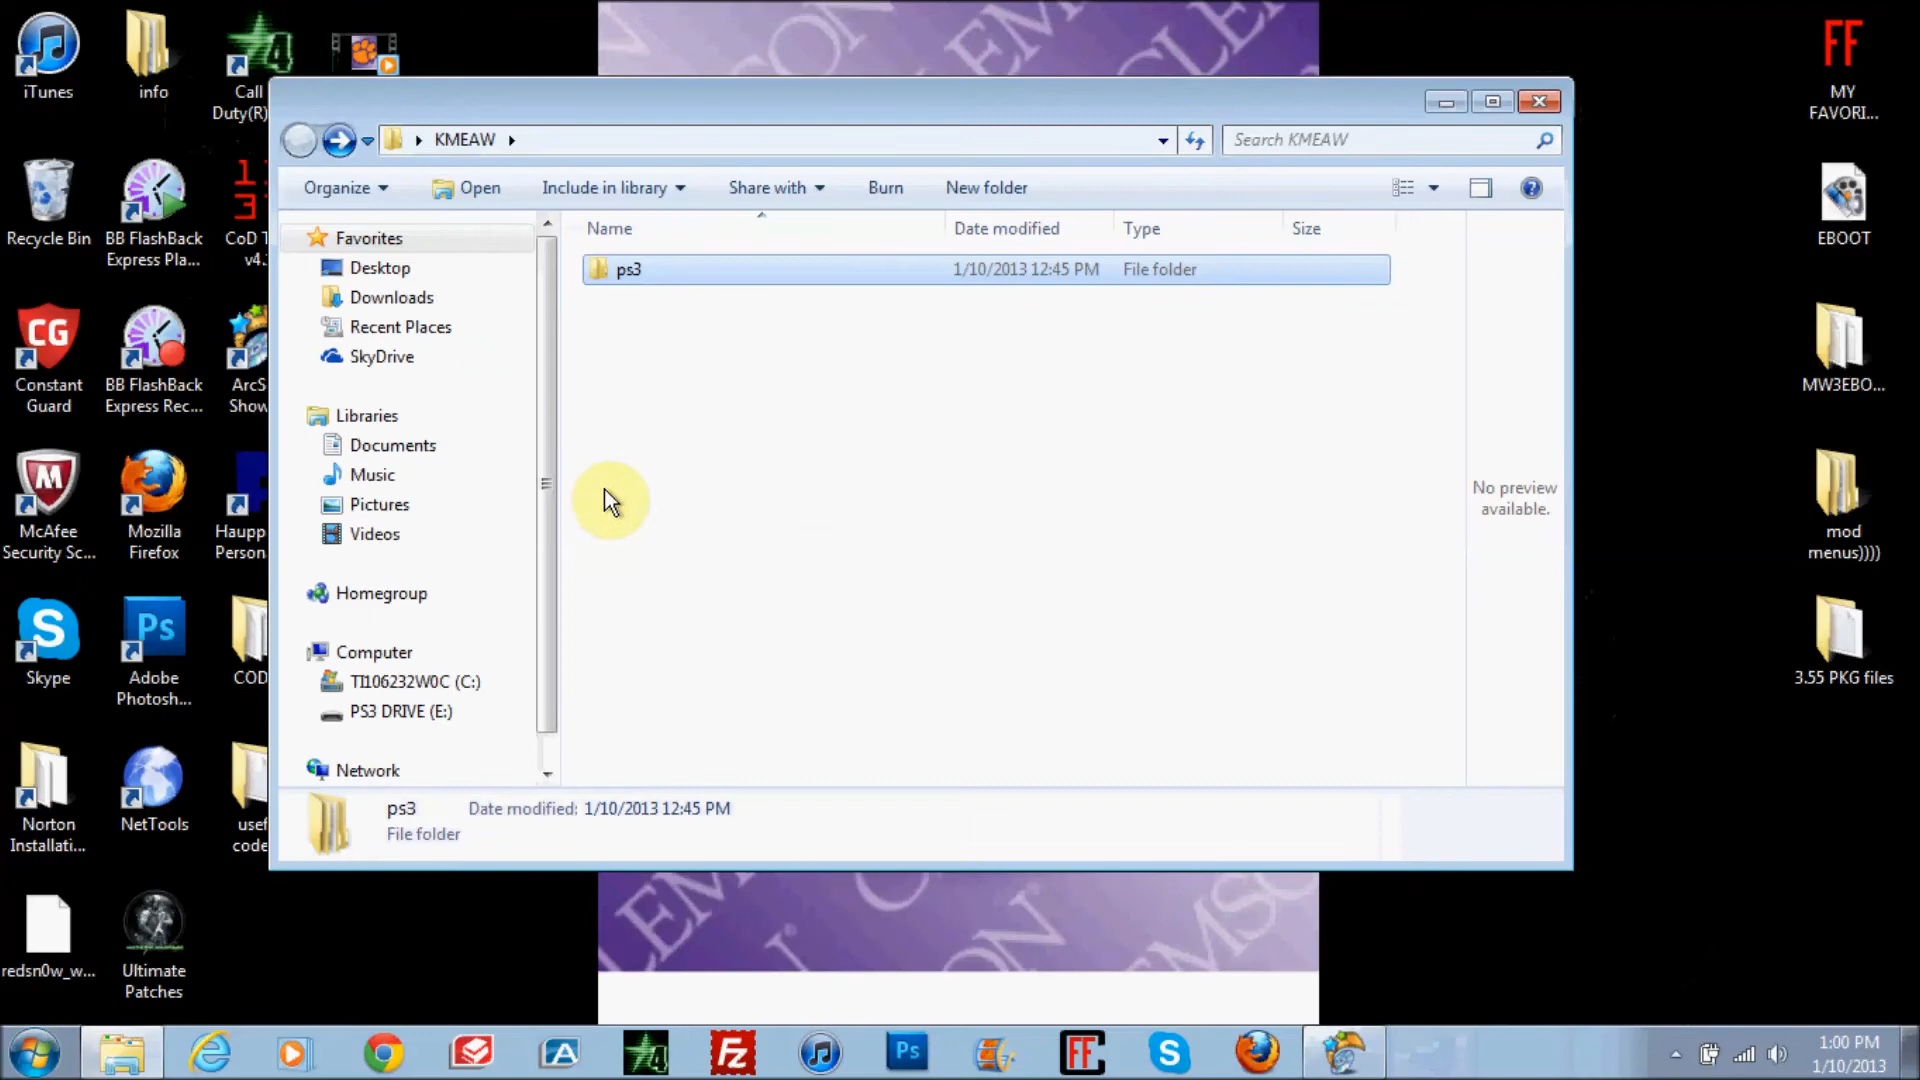 iTunes
info
Call
Duty(R)
MY
FAVORI...
KMEAW
Search KMEAW
Organize
Open
Include in library
Share with
Burn
New folder
Name
Date modified
Type
Size
ps3
1/10/2013 12:45 PM
File folder
Favorites
Desktop
Downloads
Recent Places
SkyDrive
Libraries
Documents
Music
Pictures
Videos
Homegroup
Computer
TI106232W0C (C:)
PS3 DRIVE (E:)
Network
No preview
available.
ps3
Date modified: 1/10/2013 12:45 PM
File folder
Recycle Bin
BB FlashBack
Express Pla...
CoD T
v4.
Constant
Guard
BB FlashBack
Express Rec...
ArcS
Show
McAfee
Security Sc...
Mozilla
Firefox
Haupp
Person
Skype
Adobe
Photosh...
COD
Norton
Installati...
NetTools
usef
code
redsn0w_w...
Ultimate
Patches
EBOOT
MW3EBO...
mod
menus))))
3.55 PKG files
FF
CG
Ps
Fz
Ps
FF
CLEMSON
1:00 PM
1/10/2013